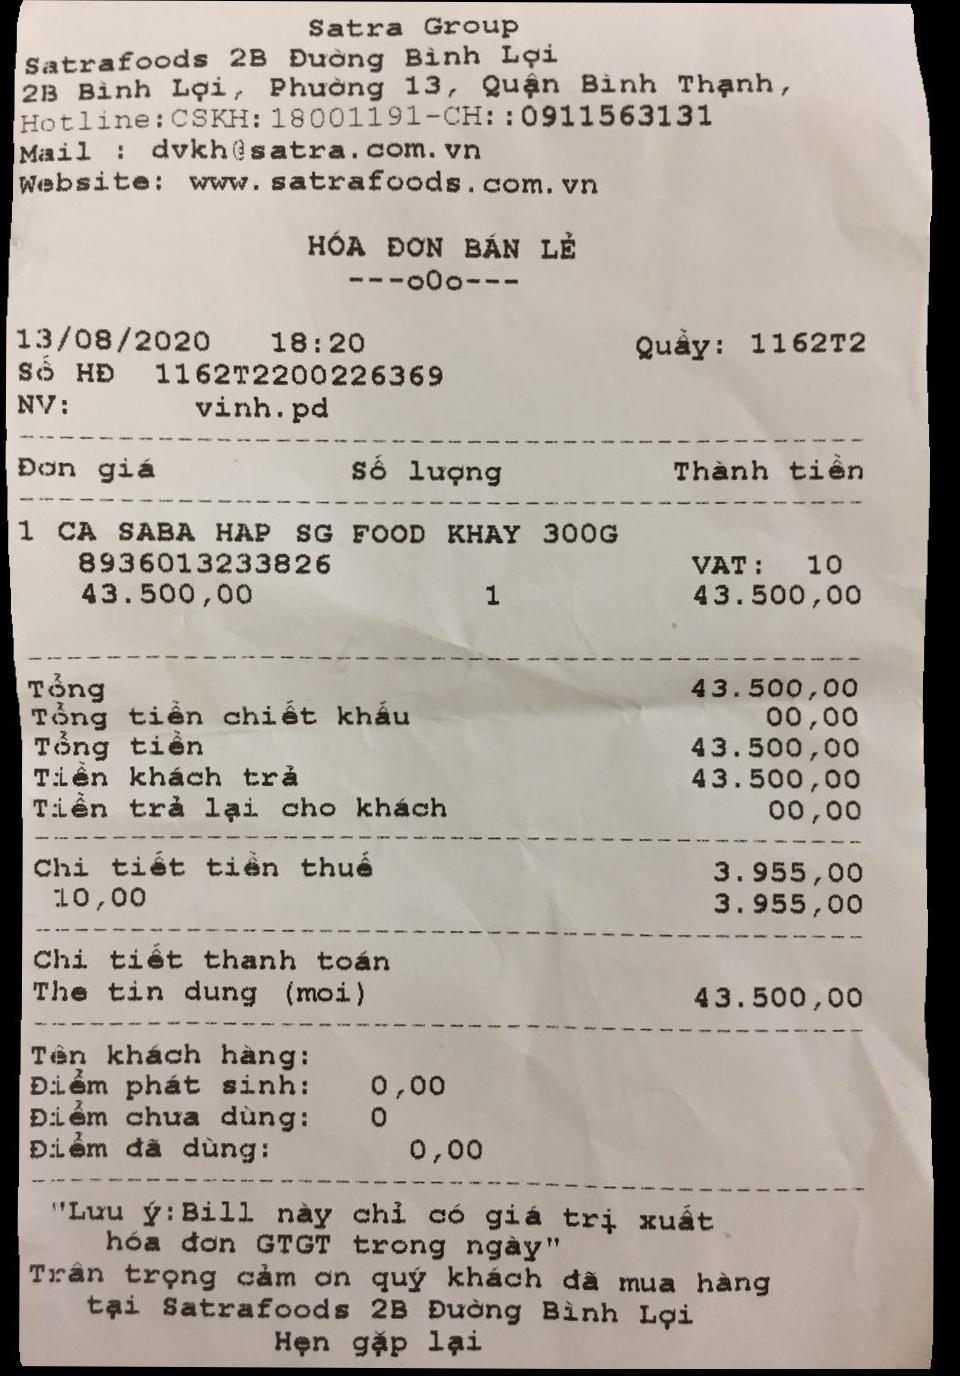 Satra Group
Satrafoods 2B Đường Bình Lợi
2B Bình Lợi, Phường 13, Quận Bình Thạnh,
Hotline:CSKH: 18001191-CH::0911563131
Mail : dvkh@satra.com.vn
Website: www.satrafoods.com.vn
HÓA ĐƠN BÁN LẺ
---o0o---
13/08/2020 18:20 Quầy: 1162T2
Số HĐ 1162T2200226369
NV: vinh.pd
Đơn giá Số lượng Thành tiền
1 CA SABA HAP SG FOOD KHAY 300G
8936013233826 VAT: 10
43.500,00 1 43.500,00
Tổng 43.500,00
Tổng tiền chiết khấu 00,00
Tổng tiền 43.500,00
Tiền khách trả 43.500,00
Tiền trả lại cho khách 00,00
Chi tiết tiền thuế 3.955,00
10,00 3.955,00
Chi tiết thanh toán
The tin dung (moi) 43.500,00
Tên khách hàng:
Điểm phát sinh: 0,00
Điểm chưa dùng: 0
Điểm đã dùng: 0,00
"Lưu ý:Bill này chỉ có giá trị xuất
hóa đơn GTGT trong ngày"
Trân trọng cảm ơn quý khách đã mua hàng
tại Satrafoods 2B Đường Bình Lợi
Hẹn gặp lại